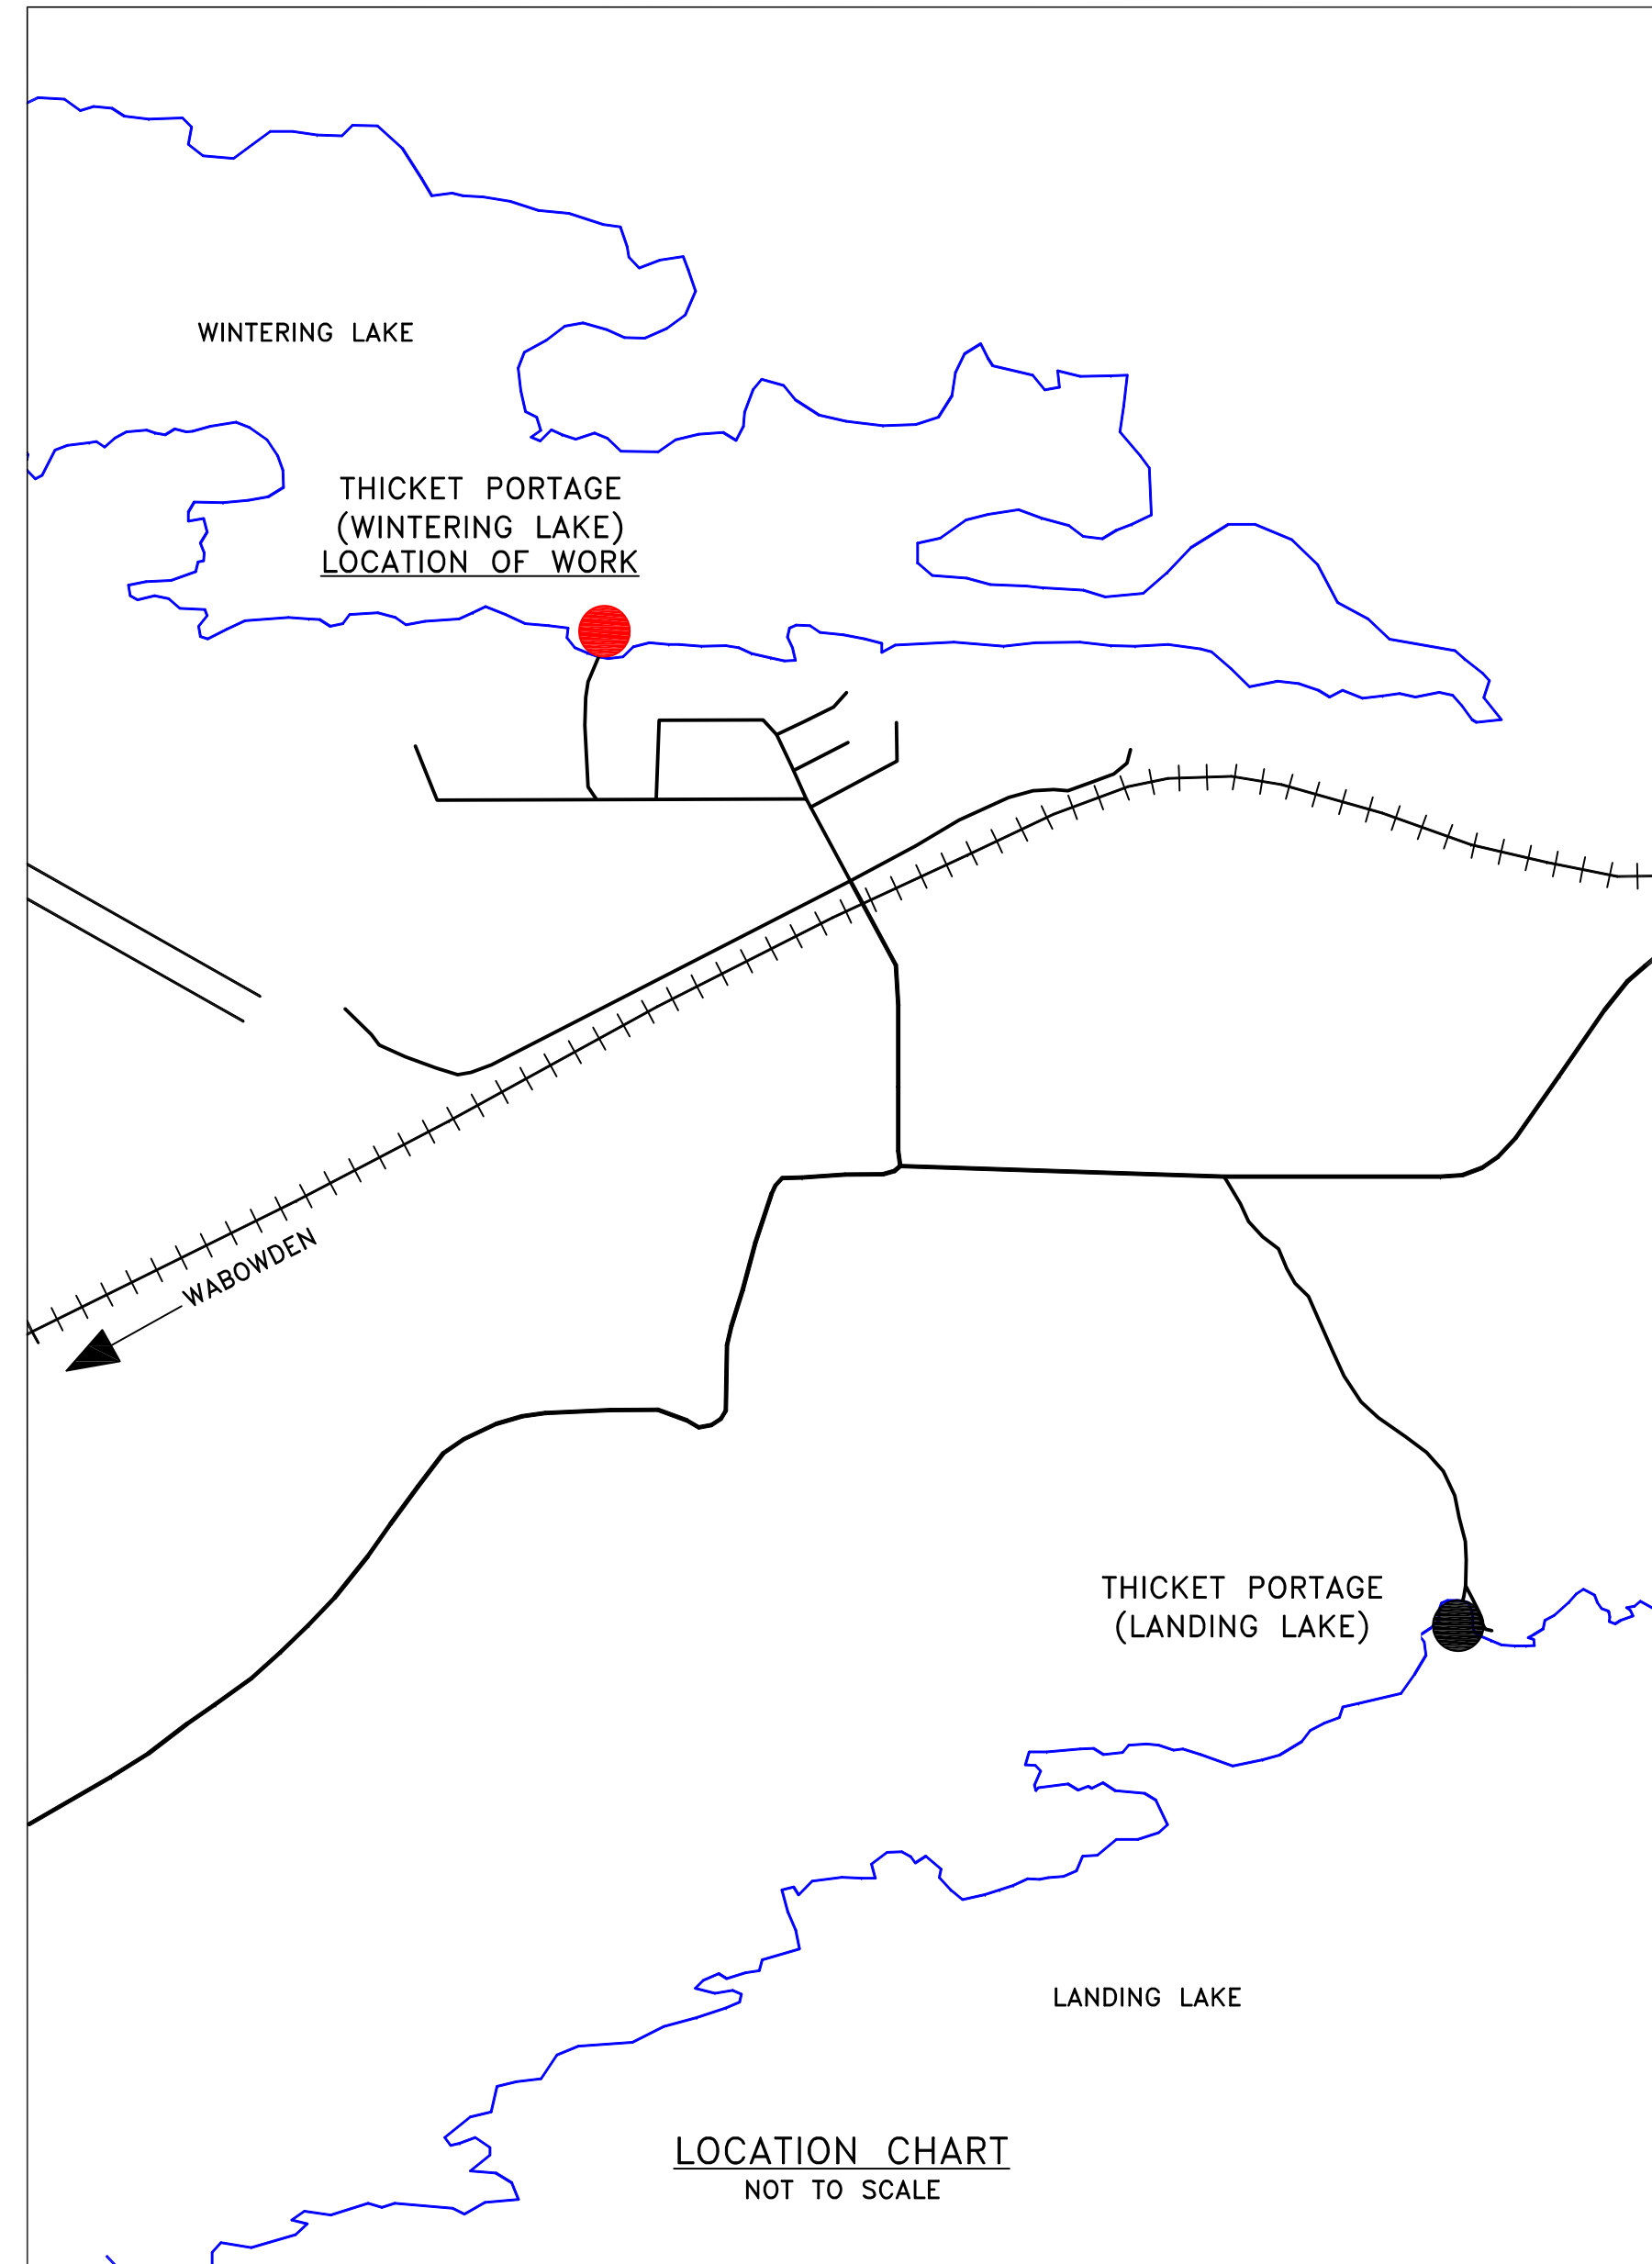 WINTERING LAKE
THICKET PORTAGE
(WINTERING LAKE)
LOCATION OF WORK
WABOWDEN
THICKET PORTAGE
(LANDING LAKE)
LANDING LAKE
LOCATION CHART
NOT TO SCALE